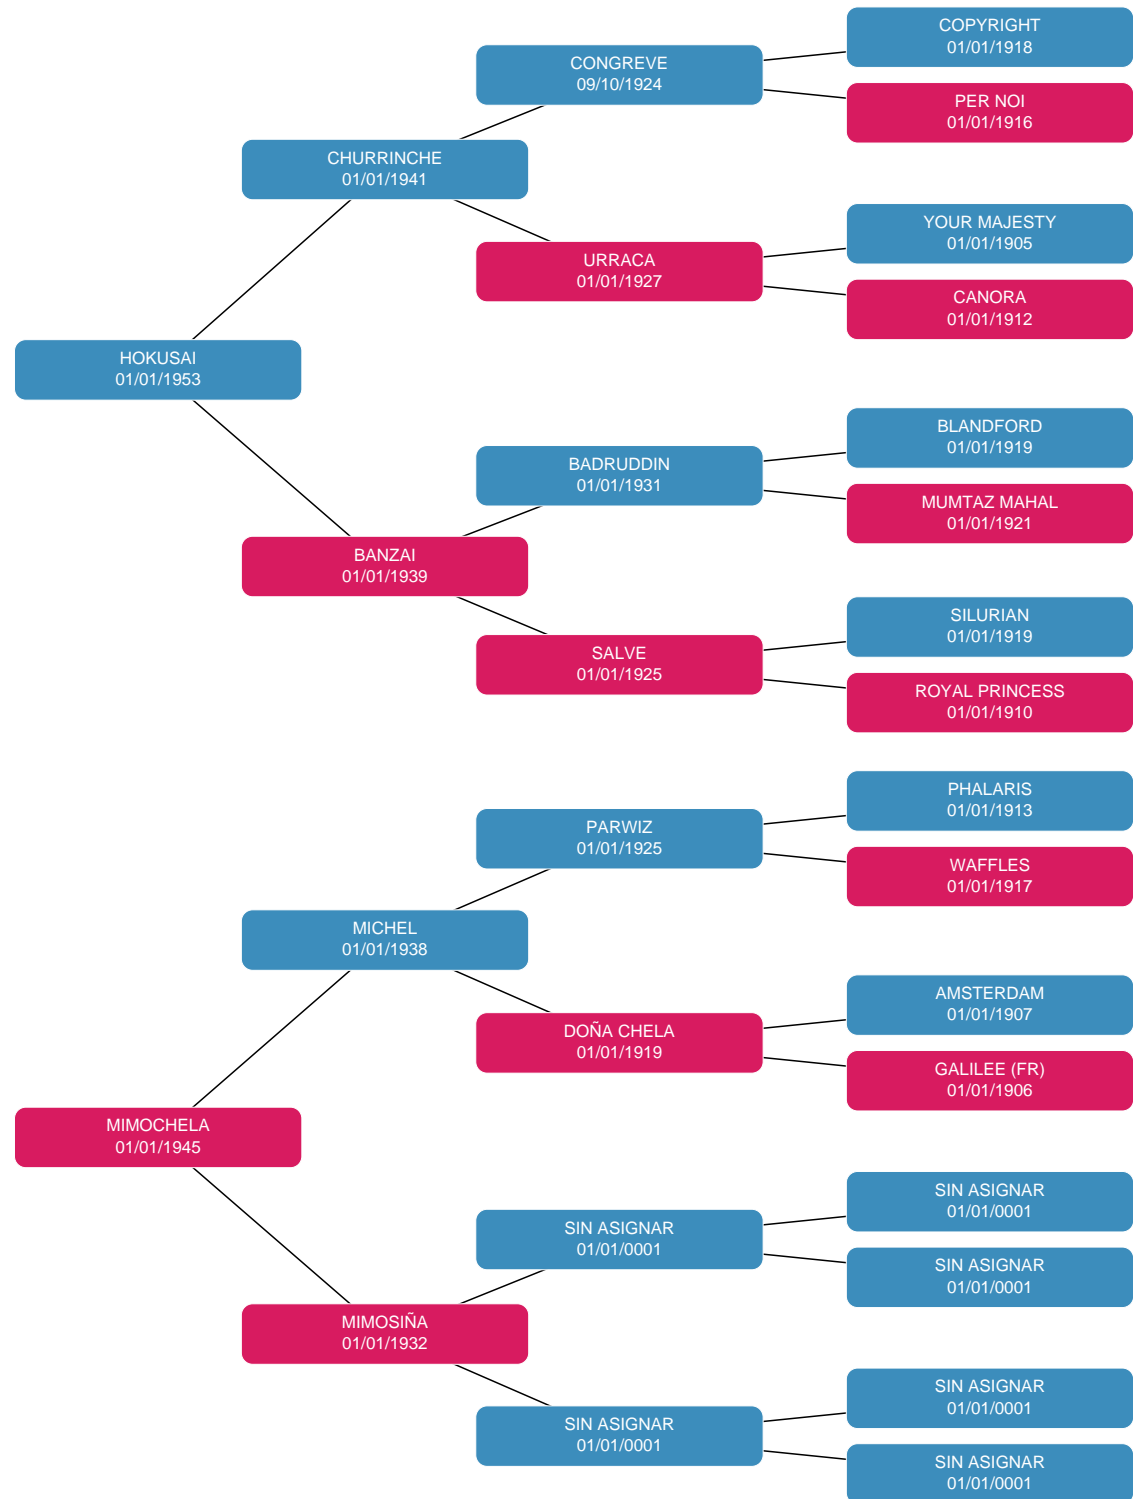 COPYRIGHT
01/01/1918
CONGREVE
09/10/1924
PER NOI
01/01/1916
CHURRINCHE
01/01/1941
YOUR MAJESTY
01/01/1905
URRACA
01/01/1927
CANORA
01/01/1912
HOKUSAI
01/01/1953
BLANDFORD
01/01/1919
BADRUDDIN
01/01/1931
MUMTAZ MAHAL
01/01/1921
BANZAI
01/01/1939
SILURIAN
01/01/1919
SALVE
01/01/1925
ROYAL PRINCESS
01/01/1910
PHALARIS
01/01/1913
PARWIZ
01/01/1925
WAFFLES
01/01/1917
MICHEL
01/01/1938
AMSTERDAM
01/01/1907
DOÑA CHELA
01/01/1919
GALILEE (FR)
01/01/1906
MIMOCHELA
01/01/1945
SIN ASIGNAR
01/01/0001
SIN ASIGNAR
01/01/0001
SIN ASIGNAR
01/01/0001
MIMOSIÑA
01/01/1932
SIN ASIGNAR
01/01/0001
SIN ASIGNAR
01/01/0001
SIN ASIGNAR
01/01/0001